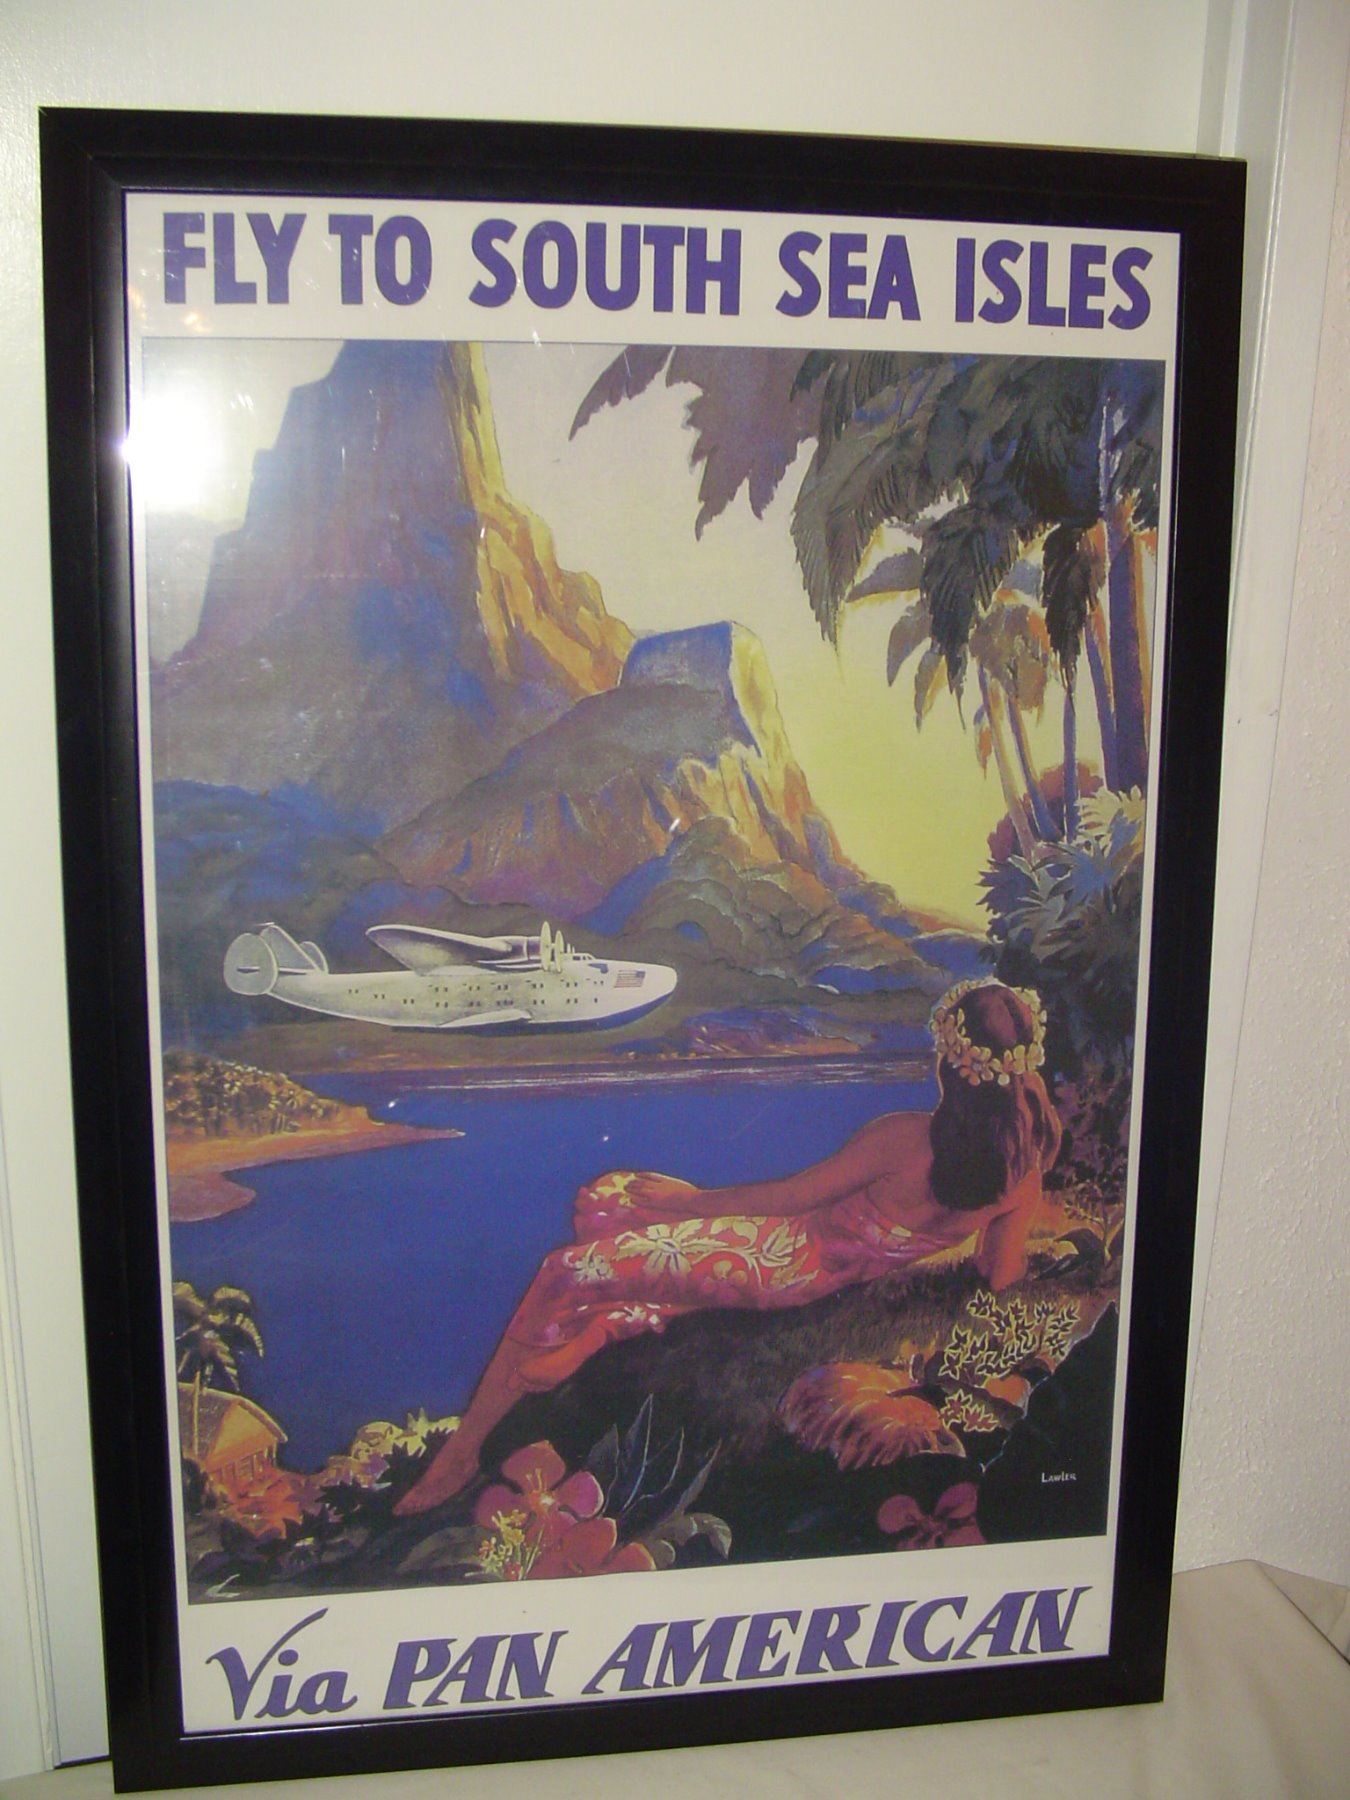 FLY TO SOUTH SEA ISLES
LAWLER
Via PAN AMERICAN